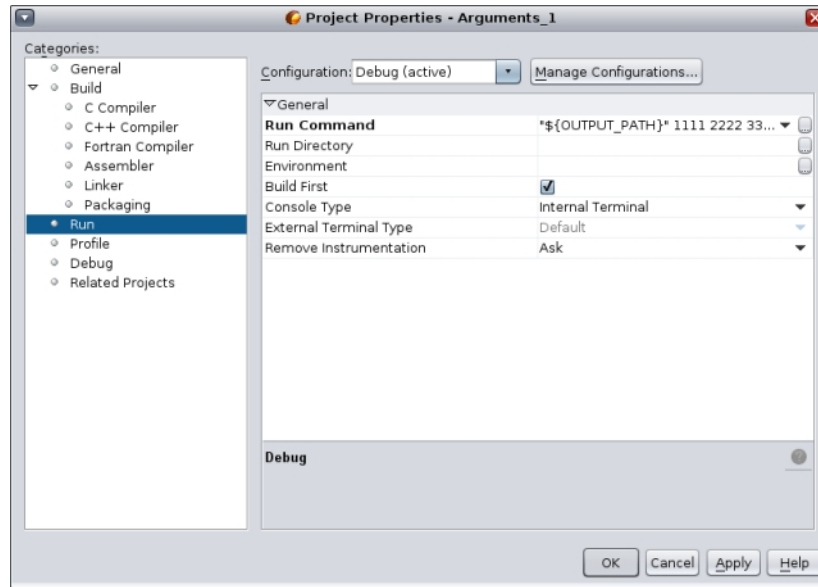 Project Properties - Arguments_1
Categories:
General
Build
C Compiler
C++ Compiler
Fortran Compiler
Assembler
Linker
Packaging
Run
Profile
Debug
Related Projects
Configuration: Debug (active) Manage Configurations...
General
Run Command "${OUTPUT_PATH}" 1111 2222 33... ...
Run Directory ...
Environment ...
Build First
Console Type Internal Terminal
External Terminal Type Default
Remove Instrumentation Ask
Debug ?
OK Cancel Apply Help